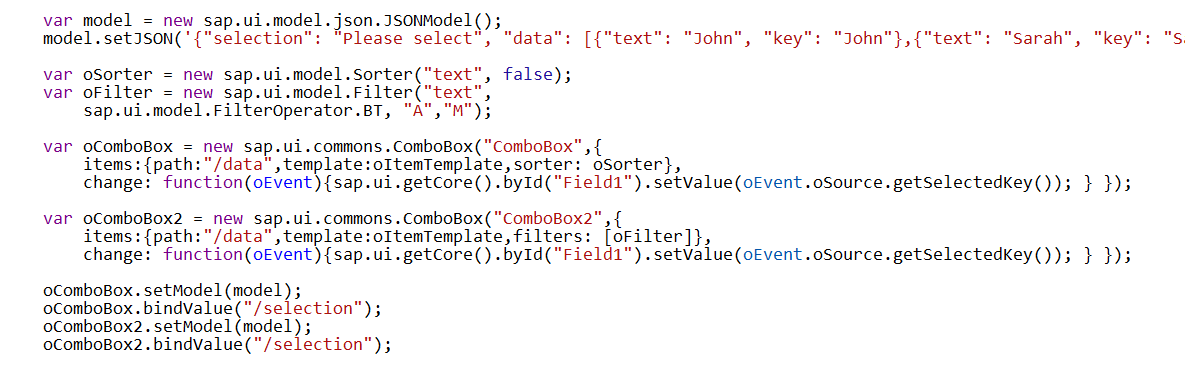 var model = new sap.ui.model.json.JSONModel();
model.setJSON('{"selection": "Please select", "data": [{"text": "John", "key": "John"},{"text": "Sarah", "key": "Sa
var oSorter = new sap.ui.model.Sorter("text", false);
var oFilter = new sap.ui.model.Filter("text",
    sap.ui.model.FilterOperator.BT, "A","M");
var oComboBox = new sap.ui.commons.ComboBox("ComboBox",{
    items:{path:"/data",template:oItemTemplate,sorter: oSorter},
    change: function(oEvent){sap.ui.getCore().byId("Field1").setValue(oEvent.oSource.getSelectedKey()); } });
var oComboBox2 = new sap.ui.commons.ComboBox("ComboBox2",{
    items:{path:"/data",template:oItemTemplate,filters: [oFilter]},
    change: function(oEvent){sap.ui.getCore().byId("Field1").setValue(oEvent.oSource.getSelectedKey()); } });
oComboBox.setModel(model);
oComboBox.bindValue("/selection");
oComboBox2.setModel(model);
oComboBox2.bindValue("/selection");